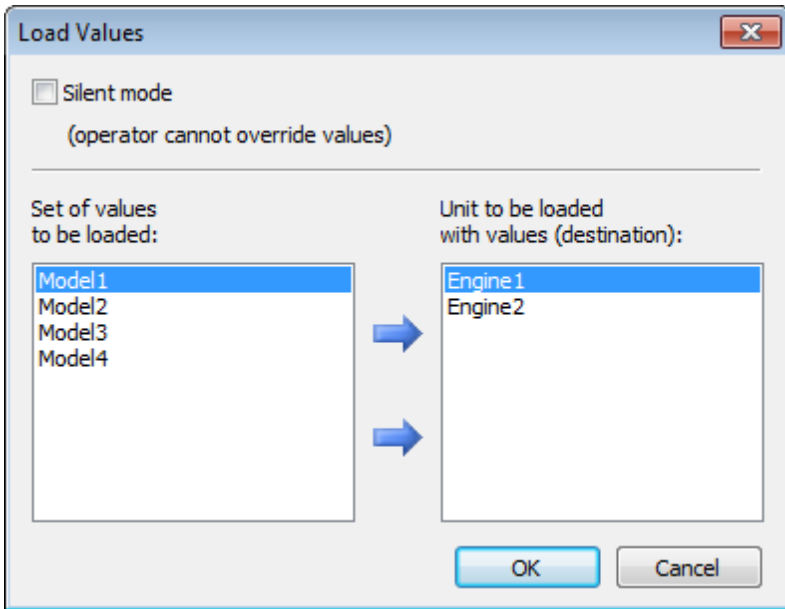 Load Values
Silent mode
(operator cannot override values)
Set of values
to be loaded:
Unit to be loaded
with values (destination):
Model1
Model2
Model3
Model4
Engine1
Engine2
OK
Cancel